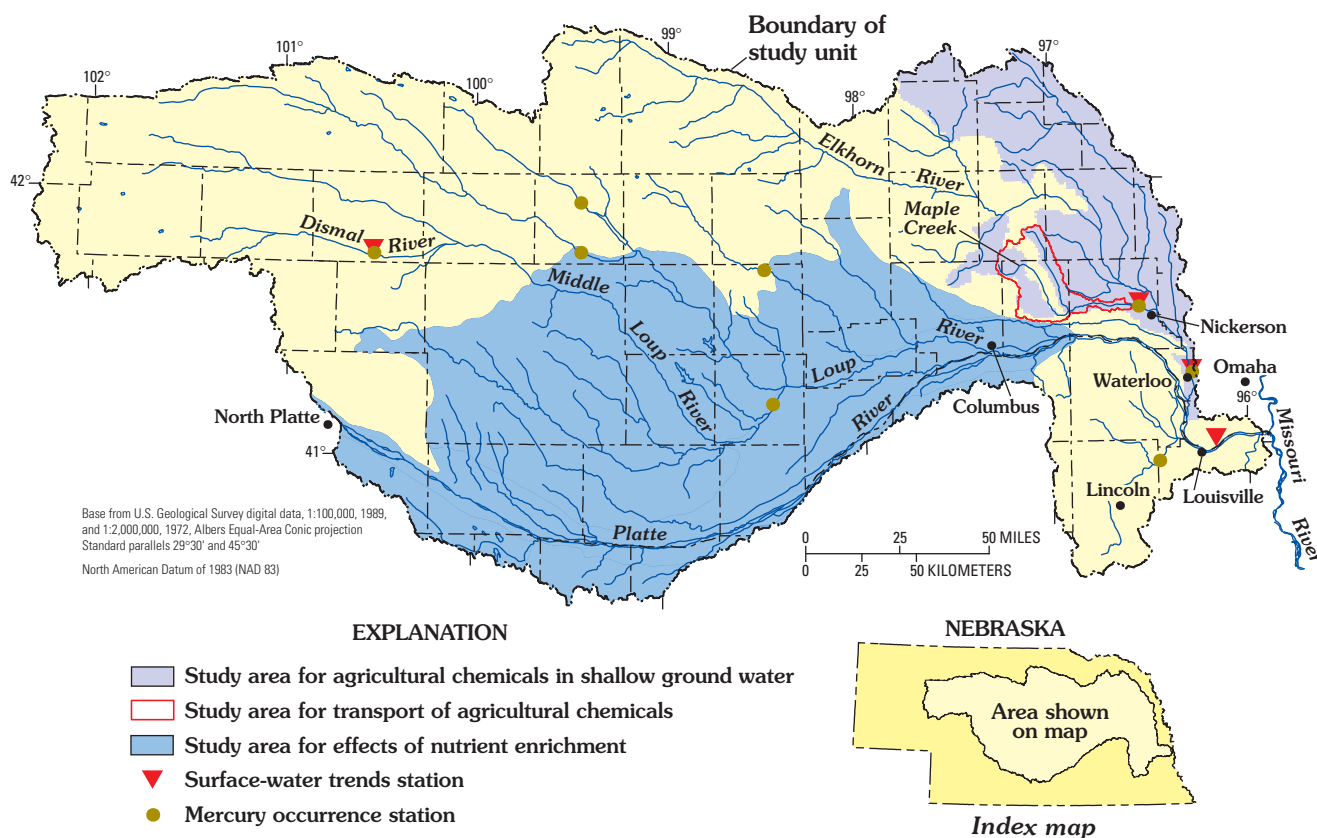 Boundary of
study unit
102°
101°
100°
99°
98°
97°
42°
Elkhorn
River
Maple
Creek
Dismal
River
Middle
Loup
River
Loup
River
Nickerson
Waterloo
Omaha
96°
Columbus
North Platte
41°
River
Platte
Missouri
River
Lincoln
Louisville
Base from U.S. Geological Survey digital data, 1:100,000, 1989,
and 1:2,000,000, 1972, Albers Equal-Area Conic projection
Standard parallels 29°30' and 45°30'
North American Datum of 1983 (NAD 83)
0 25 50 MILES
0 25 50 KILOMETERS
EXPLANATION
Study area for agricultural chemicals in shallow ground water
Study area for transport of agricultural chemicals
Study area for effects of nutrient enrichment
Surface-water trends station
Mercury occurrence station
NEBRASKA
Area shown
on map
Index map